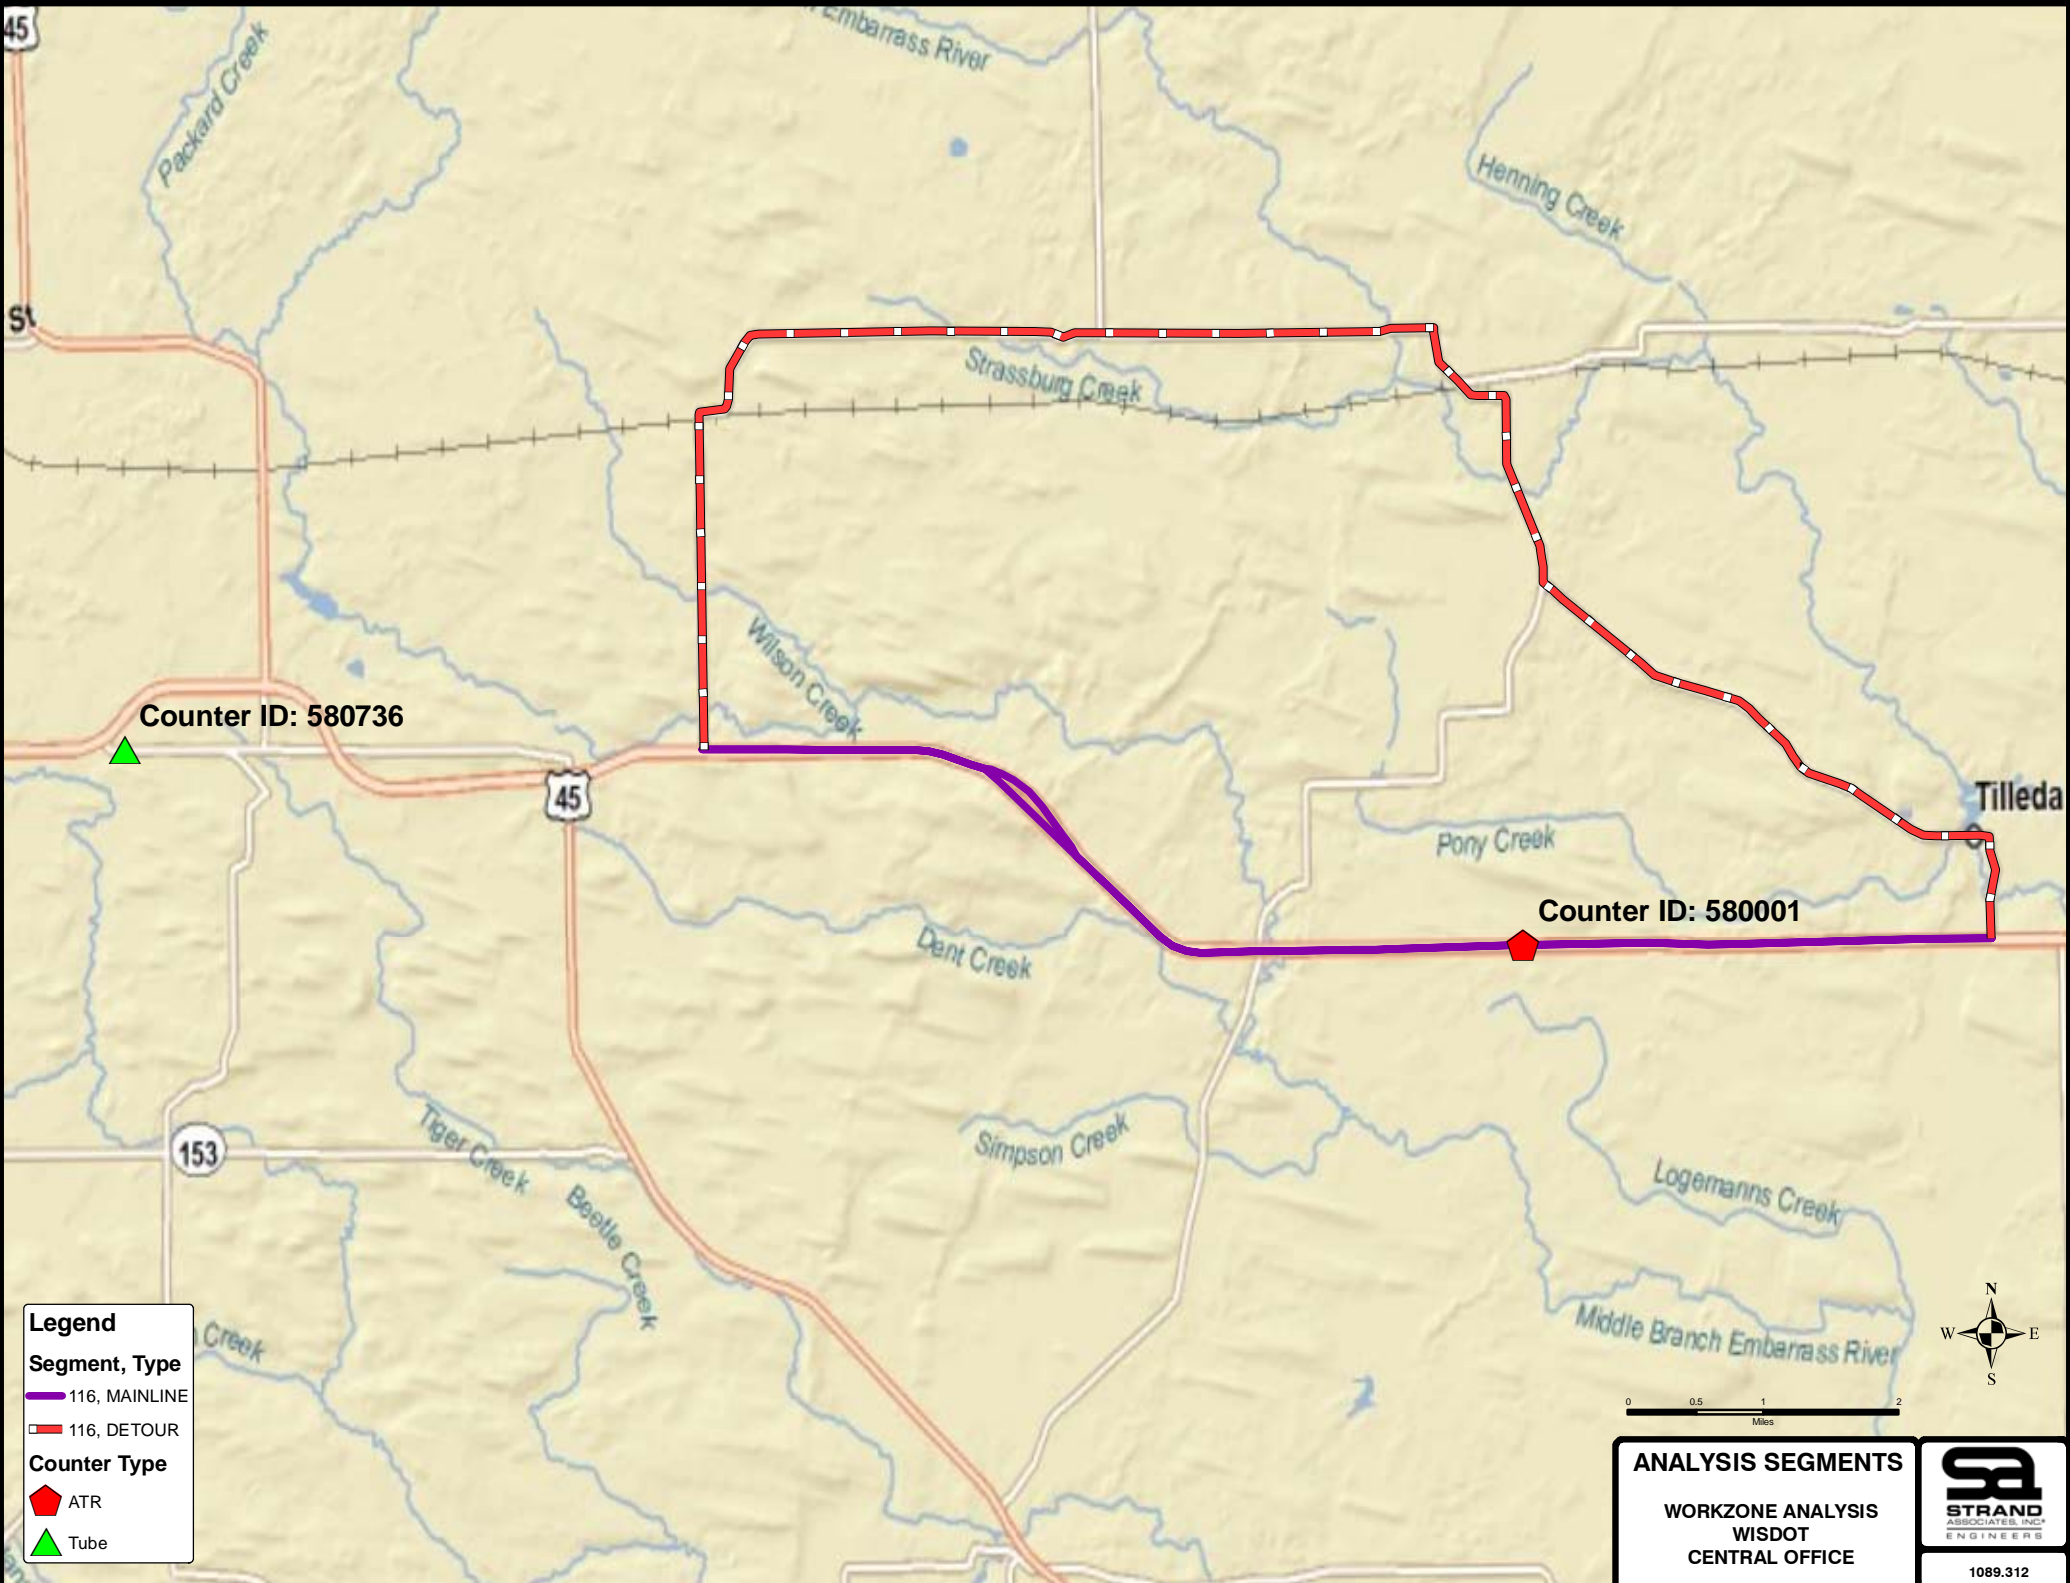 45
Packard Creek
Embarrass River
Henning Creek
Strassburg Creek
Wilson Creek
Counter ID: 580736
45
Tilleda
Pony Creek
Counter ID: 580001
Dent Creek
Tiger Creek
Simpson Creek
153
Beetle Creek
Logemanns Creek
Middle Branch Embarrass River
Creek
Legend
Segment, Type
116, MAINLINE
116, DETOUR
Counter Type
ATR
Tube
N
W E
S
0 0.5 1 2
Miles
ANALYSIS SEGMENTS
WORKZONE ANALYSIS
WISDOT
CENTRAL OFFICE
sa
STRAND
ASSOCIATES, INC.®
ENGINEERS
1089.312